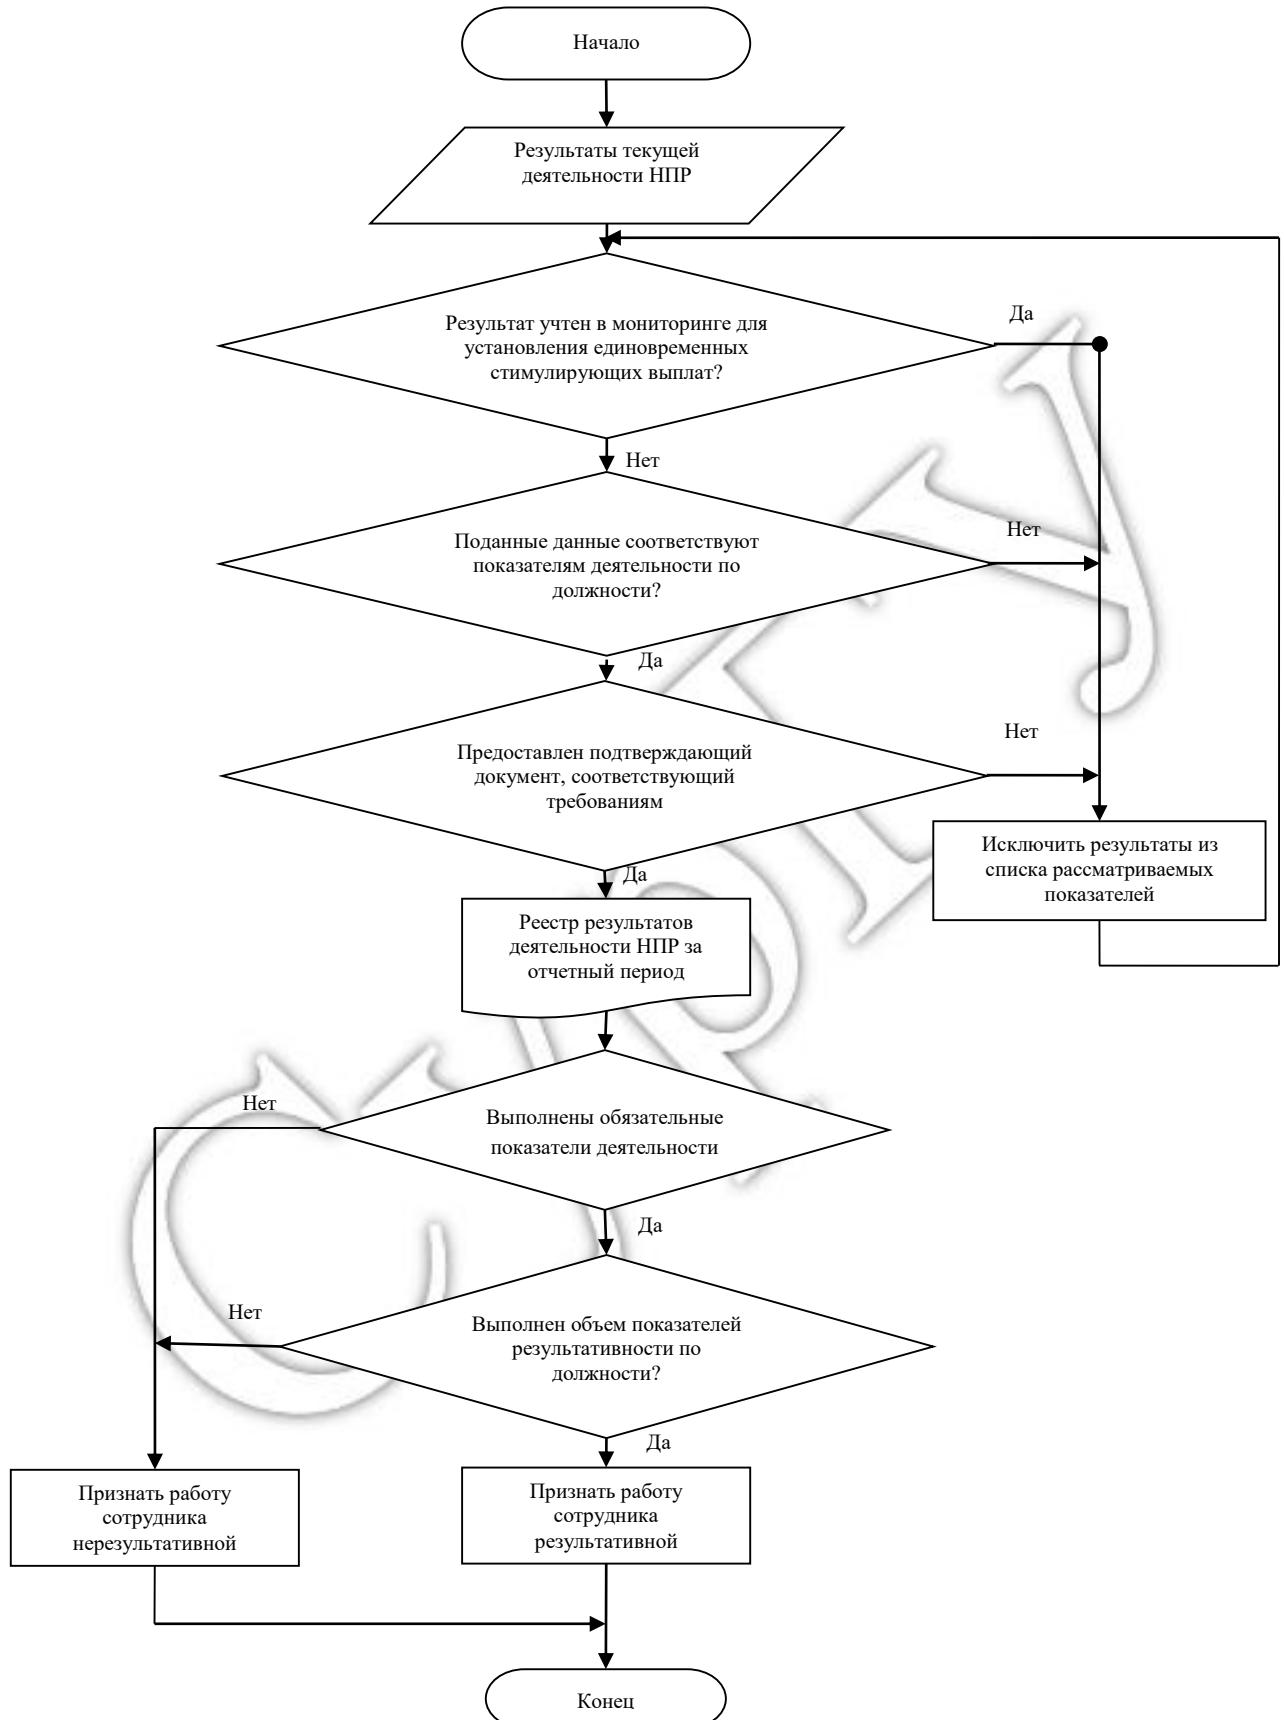 Начало
Результаты текущей
деятельности НПР
Результат учтен в мониторинге для
установления единовременных
стимулирующих выплат?
Да
Нет
Поданные данные соответствуют
показателям деятельности по
должности?
Нет
Да
Предоставлен подтверждающий
документ, соответствующий
требованиям
Нет
Да
Исключить результаты из
списка рассматриваемых
показателей
Реестр результатов
деятельности НПР за
отчетный период
Выполнены обязательные
показатели деятельности
Нет
Да
Выполнен объем показателей
результативности по
должности?
Нет
Да
Признать работу
сотрудника
нерезультативной
Признать работу
сотрудника
результативной
Конец